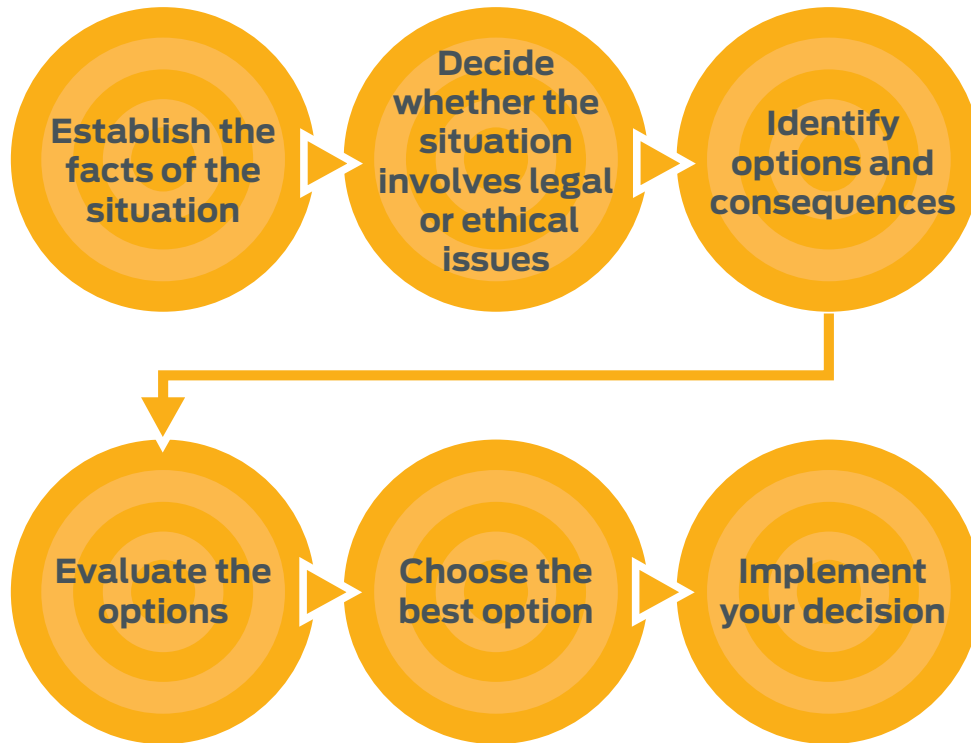 Establish the
facts of the
situation
Decide
whether the
situation
involves legal
or ethical
issues
Identify
options and
consequences
Evaluate the
options
Choose the
best option
Implement
your decision